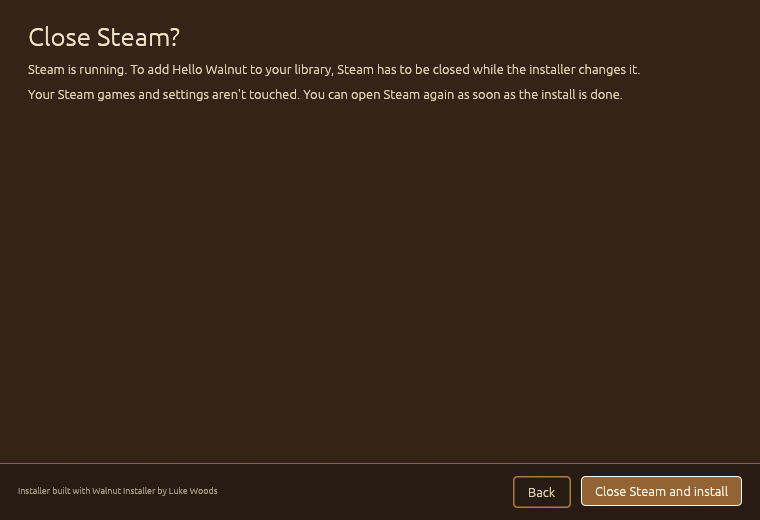 Close Steam?
Steam is running. To add Hello Walnut to your library, Steam has to be closed while the installer changes it.
Your Steam games and settings aren't touched. You can open Steam again as soon as the install is done.
Installer built with Walnut Installer by Luke Woods
Back
Close Steam and install